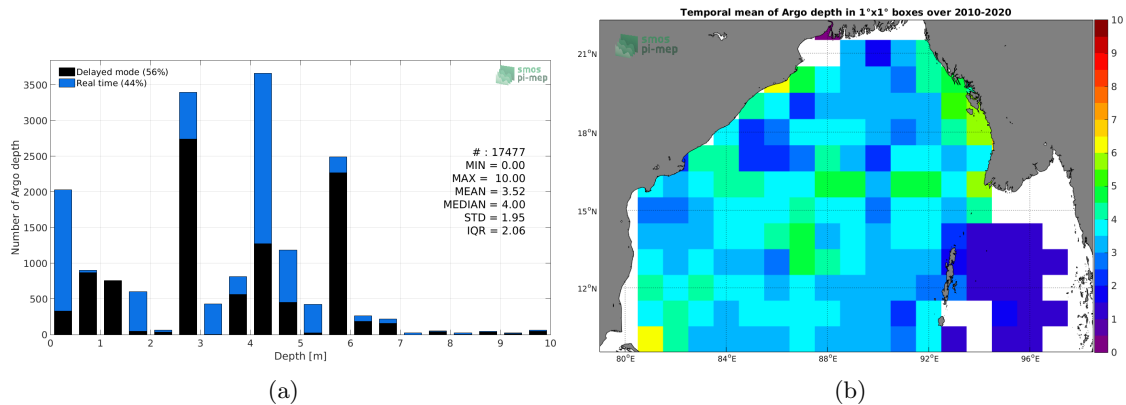 smos
pi-mep
Delayed mode (56%)
Real time (44%)
# : 17477
MIN = 0.00
MAX = 10.00
MEAN = 3.52
MEDIAN = 4.00
STD = 1.95
IQR = 2.06
Number of Argo depth
3500
3000
2500
2000
1500
1000
500
0
0 1 2 3 4 5 6 7 8 9 10
Depth [m]
(a)
Temporal mean of Argo depth in 1°x1° boxes over 2010-2020
smos
pi-mep
21°N
18°N
15°N
12°N
80°E 84°E 88°E 92°E 96°E
10
9
8
7
6
5
4
3
2
1
0
(b)